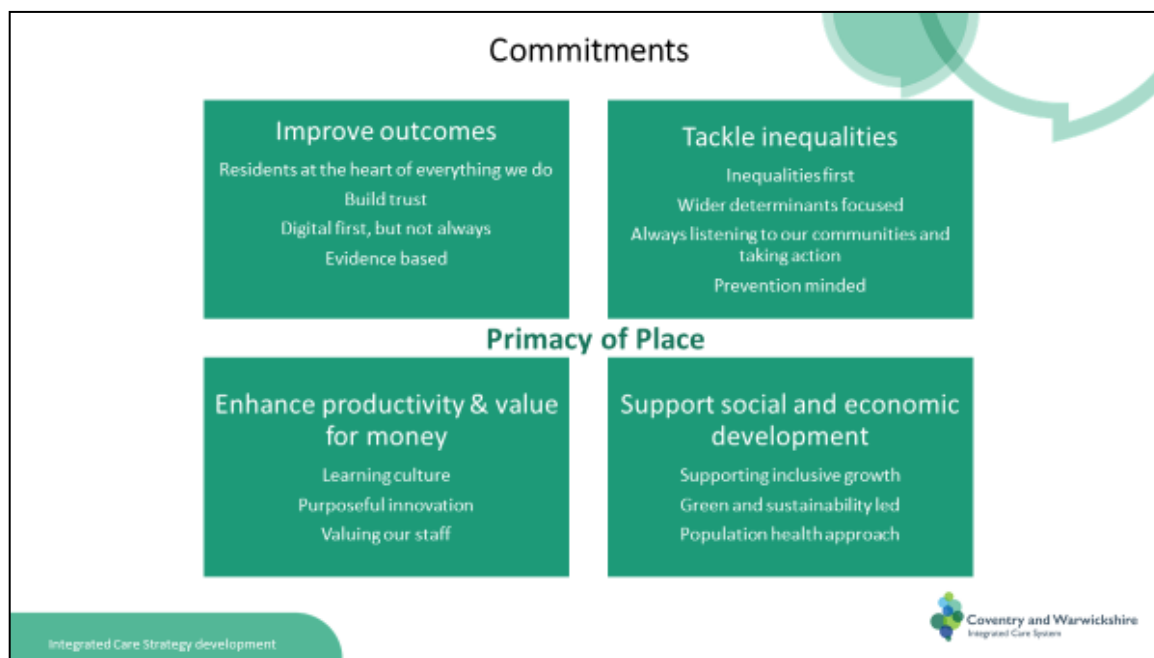 Commitments
Improve outcomes
Residents at the heart of everything we do
Build trust
Digital first, but not always
Evidence based
Tackle inequalities
Inequalities first
Wider determinants focused
Always listening to our communities and
taking action
Prevention minded
Primacy of Place
Enhance productivity & value
for money
Learning culture
Purposeful innovation
Valuing our staff
Support social and economic
development
Supporting inclusive growth
Green and sustainability led
Population health approach
Integrated Care Strategy development
Coventry and Warwickshire
Integrated Care System